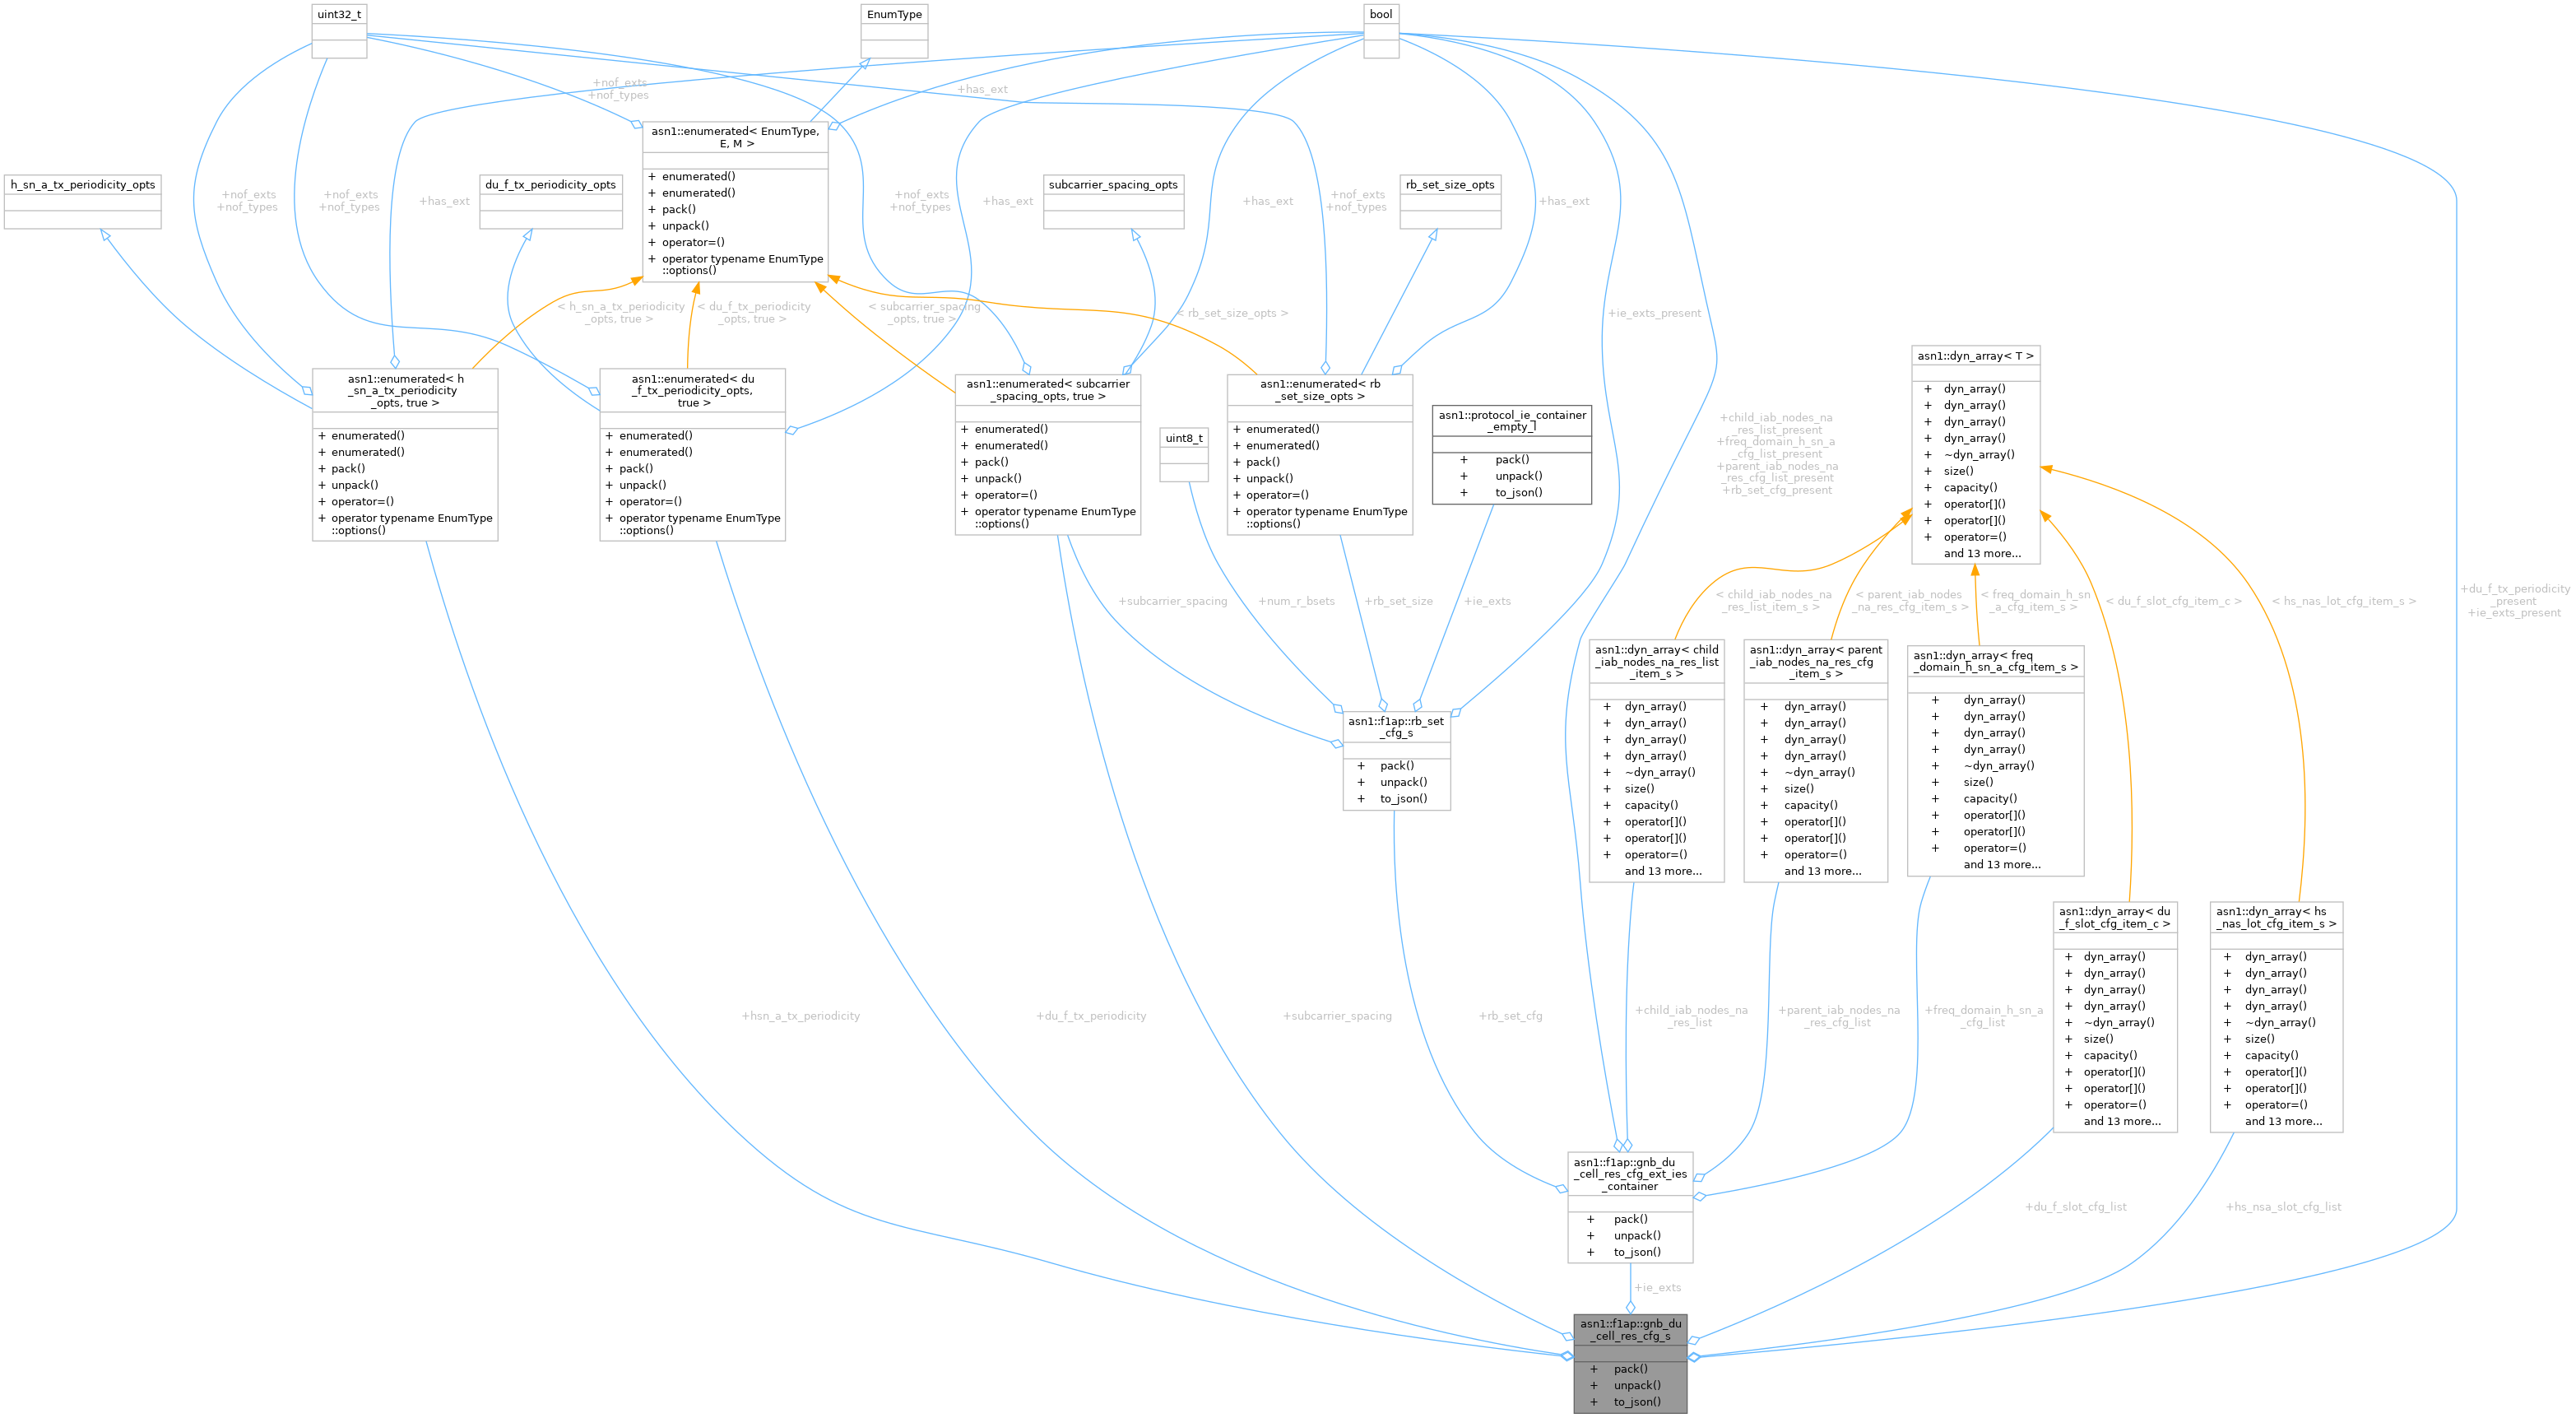 uint32_t
EnumType
bool
+nof_exts
+nof_types
+has_ext
asn1::enumerated< EnumType,
E, M >
+ enumerated()
+ enumerated()
+ pack()
+ unpack()
+ operator=()
+ operator typename EnumType
::options()
h_sn_a_tx_periodicity_opts
du_f_tx_periodicity_opts
subcarrier_spacing_opts
rb_set_size_opts
+nof_exts
+nof_types
+nof_exts
+nof_types
+has_ext
+nof_exts
+nof_types
+has_ext
+has_ext
+nof_exts
+nof_types
+has_ext
< h_sn_a_tx_periodicity
_opts, true >
< du_f_tx_periodicity
_opts, true >
< subcarrier_spacing
_opts, true >
< rb_set_size_opts >
+ie_exts_present
asn1::enumerated< h
_sn_a_tx_periodicity
_opts, true >
+ enumerated()
+ enumerated()
+ pack()
+ unpack()
+ operator=()
+ operator typename EnumType
::options()
asn1::enumerated< du
_f_tx_periodicity_opts,
true >
+ enumerated()
+ enumerated()
+ pack()
+ unpack()
+ operator=()
+ operator typename EnumType
::options()
asn1::enumerated< subcarrier
_spacing_opts, true >
+ enumerated()
+ enumerated()
+ pack()
+ unpack()
+ operator=()
+ operator typename EnumType
::options()
uint8_t
asn1::enumerated< rb
_set_size_opts >
+ enumerated()
+ enumerated()
+ pack()
+ unpack()
+ operator=()
+ operator typename EnumType
::options()
asn1::protocol_ie_container
_empty_l
+ pack()
+ unpack()
+ to_json()
+child_iab_nodes_na
_res_list_present
+freq_domain_h_sn_a
_cfg_list_present
+parent_iab_nodes_na
_res_cfg_list_present
+rb_set_cfg_present
asn1::dyn_array< T >
+ dyn_array()
+ dyn_array()
+ dyn_array()
+ dyn_array()
+ ~dyn_array()
+ size()
+ capacity()
+ operator[]()
+ operator[]()
+ operator=()
and 13 more...
+subcarrier_spacing
+num_r_bsets
+rb_set_size
+ie_exts
< child_iab_nodes_na
_res_list_item_s >
< parent_iab_nodes
_na_res_cfg_item_s >
< freq_domain_h_sn
_a_cfg_item_s >
< du_f_slot_cfg_item_c >
< hs_nas_lot_cfg_item_s >
+du_f_tx_periodicity
_present
+ie_exts_present
asn1::f1ap::rb_set
_cfg_s
+ pack()
+ unpack()
+ to_json()
asn1::dyn_array< child
_iab_nodes_na_res_list
_item_s >
+ dyn_array()
+ dyn_array()
+ dyn_array()
+ dyn_array()
+ ~dyn_array()
+ size()
+ capacity()
+ operator[]()
+ operator[]()
+ operator=()
and 13 more...
asn1::dyn_array< parent
_iab_nodes_na_res_cfg
_item_s >
+ dyn_array()
+ dyn_array()
+ dyn_array()
+ dyn_array()
+ ~dyn_array()
+ size()
+ capacity()
+ operator[]()
+ operator[]()
+ operator=()
and 13 more...
asn1::dyn_array< freq
_domain_h_sn_a_cfg_item_s >
+ dyn_array()
+ dyn_array()
+ dyn_array()
+ dyn_array()
+ ~dyn_array()
+ size()
+ capacity()
+ operator[]()
+ operator[]()
+ operator=()
and 13 more...
asn1::dyn_array< du
_f_slot_cfg_item_c >
+ dyn_array()
+ dyn_array()
+ dyn_array()
+ dyn_array()
+ ~dyn_array()
+ size()
+ capacity()
+ operator[]()
+ operator[]()
+ operator=()
and 13 more...
asn1::dyn_array< hs
_nas_lot_cfg_item_s >
+ dyn_array()
+ dyn_array()
+ dyn_array()
+ dyn_array()
+ ~dyn_array()
+ size()
+ capacity()
+ operator[]()
+ operator[]()
+ operator=()
and 13 more...
+hsn_a_tx_periodicity
+du_f_tx_periodicity
+subcarrier_spacing
+rb_set_cfg
+child_iab_nodes_na
_res_list
+parent_iab_nodes_na
_res_cfg_list
+freq_domain_h_sn_a
_cfg_list
asn1::f1ap::gnb_du
_cell_res_cfg_ext_ies
_container
+ pack()
+ unpack()
+ to_json()
+du_f_slot_cfg_list
+hs_nsa_slot_cfg_list
+ie_exts
asn1::f1ap::gnb_du
_cell_res_cfg_s
+ pack()
+ unpack()
+ to_json()